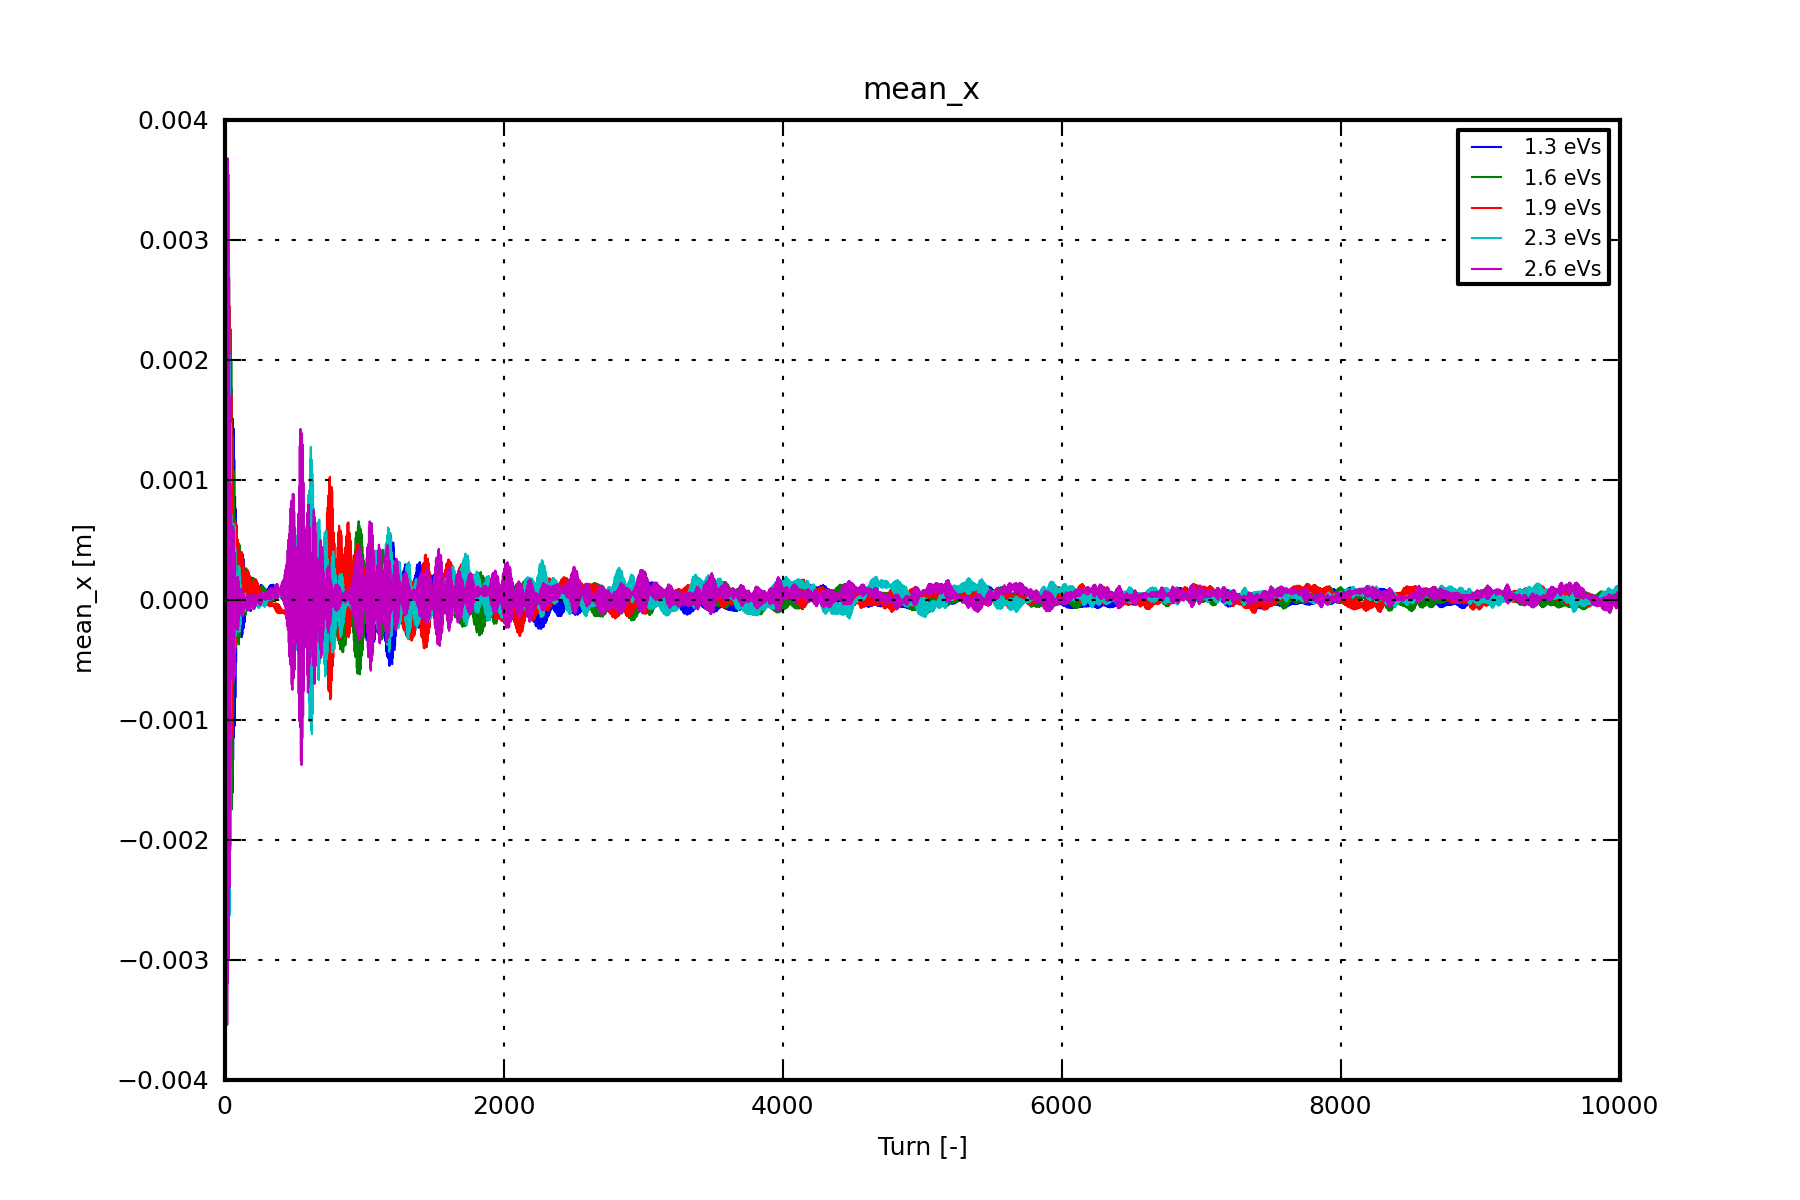 mean_x
0.004
0.003
0.002
0.001
0.000
−0.001
−0.002
−0.003
−0.004
mean_x [m]
1.3 eVs
1.6 eVs
1.9 eVs
2.3 eVs
2.6 eVs
0 2000 4000 6000 8000 10000
Turn [-]